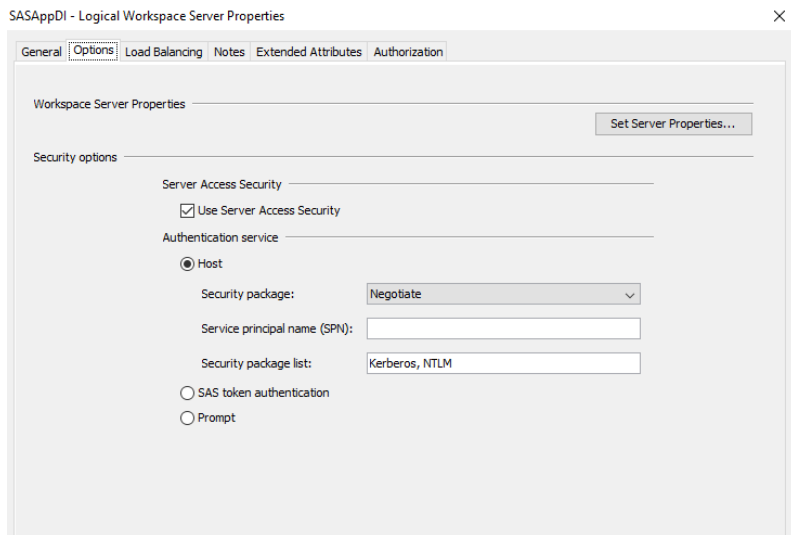 SASAppDI - Logical Workspace Server Properties
General Options Load Balancing Notes Extended Attributes Authorization
Workspace Server Properties
Set Server Properties...
Security options
Server Access Security
Use Server Access Security
Authentication service
Host
Security package: Negotiate
Service principal name (SPN):
Security package list: Kerberos, NTLM
SAS token authentication
Prompt